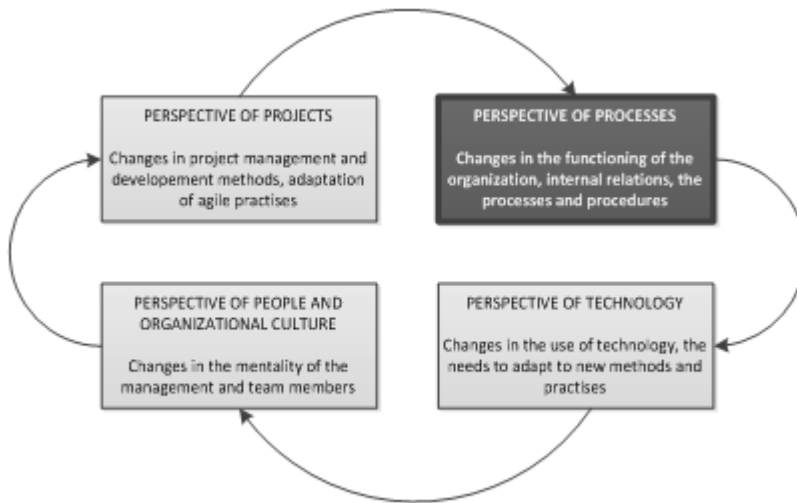 PERSPECTIVE OF PROJECTS
Changes in project management and
developement methods, adaptation
of agile practises
PERSPECTIVE OF PROCESSES
Changes in the functioning of the
organization, internal relations, the
processes and procedures
PERSPECTIVE OF PEOPLE AND
ORGANIZATIONAL CULTURE
Changes in the mentality of the
management and team members
PERSPECTIVE OF TECHNOLOGY
Changes in the use of technology, the
needs to adapt to new methods and
practises